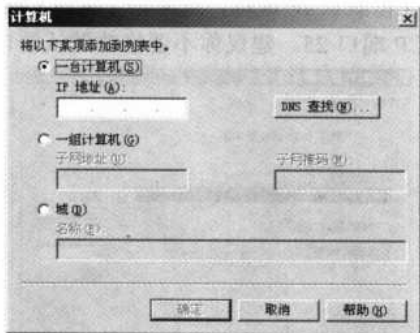 计算机
将以下某项添加到列表中。
一台计算机(S)
IP 地址(A):
DNS 查找(N)...
一组计算机(G)
子网地址(U):
子网掩码(M):
域(D)
名称(E):
确定
取消
帮助(H)